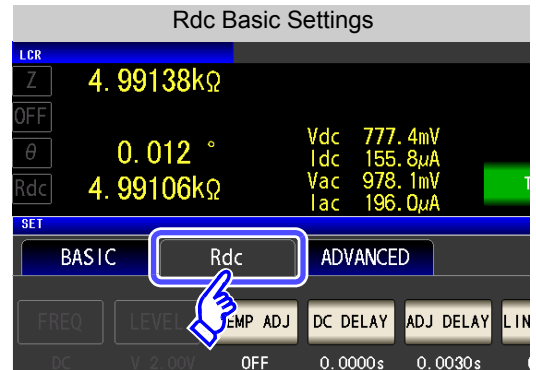 Rdc Basic Settings
LCR
Z 4.99138kΩ
OFF
θ 0.012 °
Rdc 4.99106kΩ
Vdc 777.4mV
Idc 155.8µA
Vac 978.1mV
Iac 196.0µA
SET
BASIC Rdc ADVANCED
FREQ LEVEL EMP ADJ DC DELAY ADJ DELAY LIN
DC V 2.00V OFF 0.0000s 0.0030s